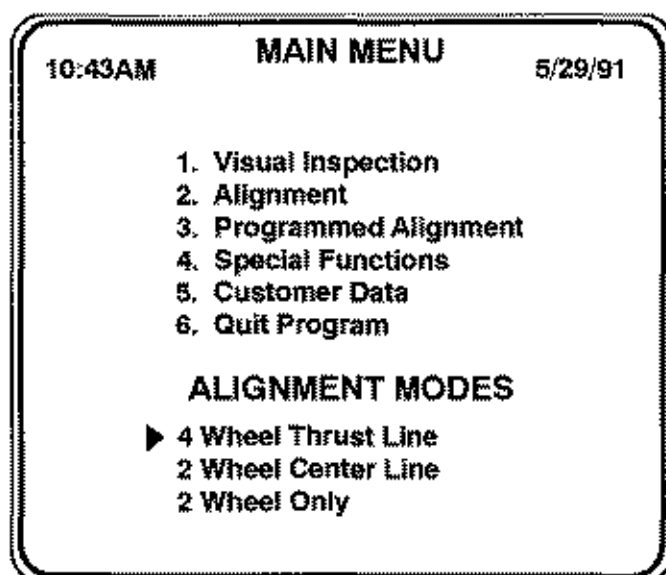 MAIN MENU
10:43AM 5/29/91
1. Visual Inspection
2. Alignment
3. Programmed Alignment
4. Special Functions
5. Customer Data
6. Quit Program
ALIGNMENT MODES
4 Wheel Thrust Line
2 Wheel Center Line
2 Wheel Only